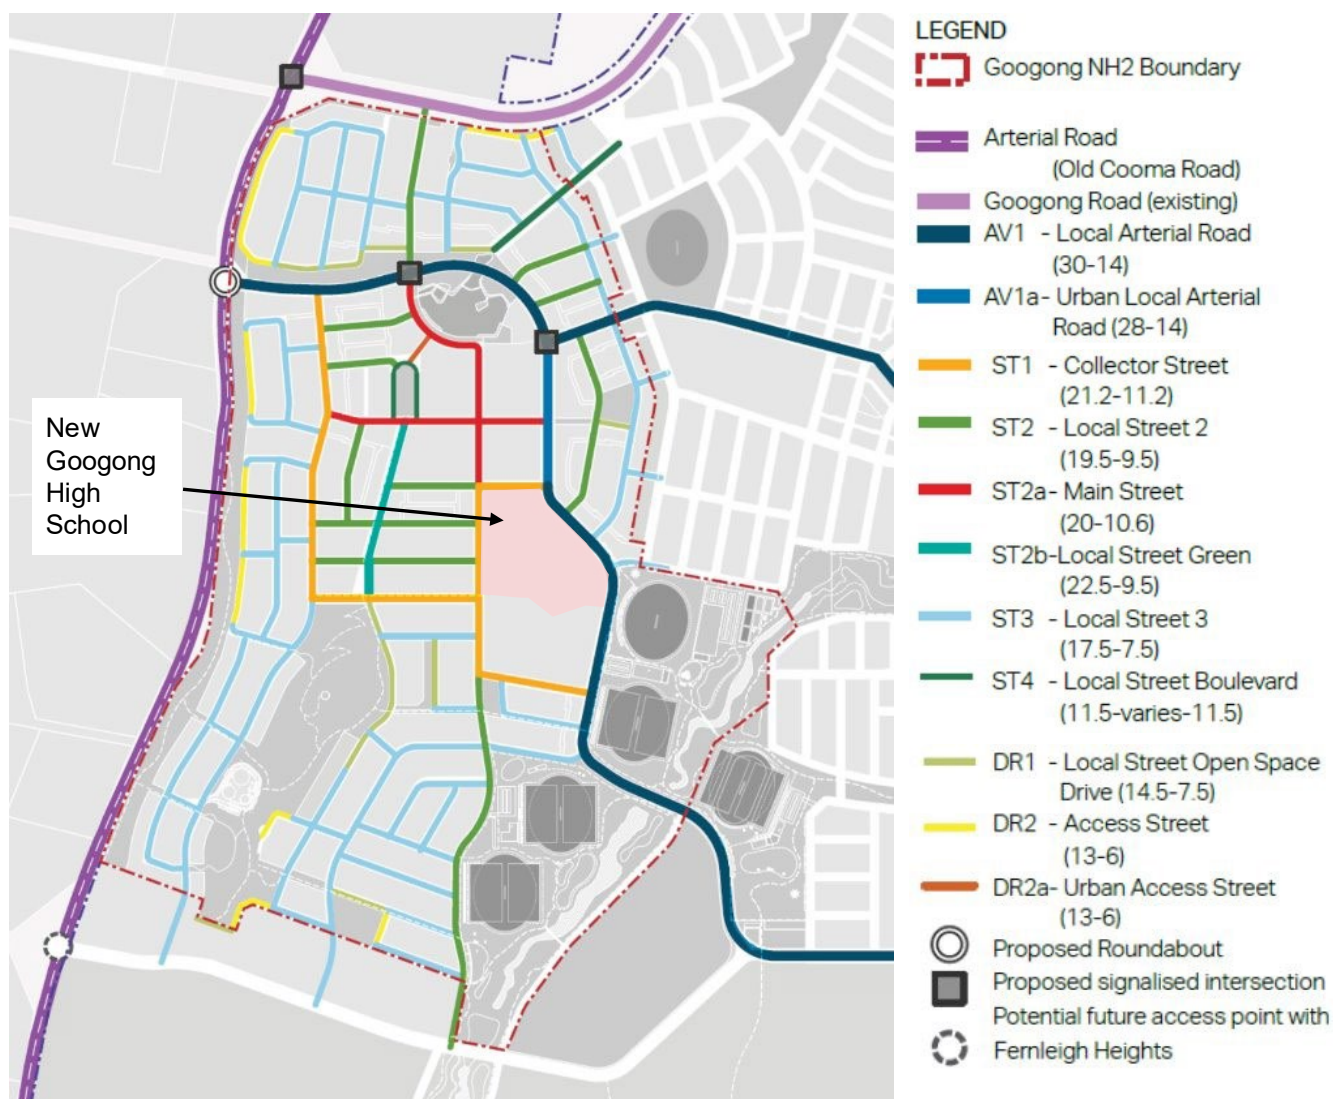 New
Googong
High
School
LEGEND
Googong NH2 Boundary
Arterial Road
(Old Cooma Road)
Googong Road (existing)
AV1 - Local Arterial Road
(30-14)
AV1a- Urban Local Arterial
Road (28-14)
ST1 - Collector Street
(21.2-11.2)
ST2 - Local Street 2
(19.5-9.5)
ST2a- Main Street
(20-10.6)
ST2b-Local Street Green
(22.5-9.5)
ST3 - Local Street 3
(17.5-7.5)
ST4 - Local Street Boulevard
(11.5-varies-11.5)
DR1 - Local Street Open Space
Drive (14.5-7.5)
DR2 - Access Street
(13-6)
DR2a- Urban Access Street
(13-6)
Proposed Roundabout
Proposed signalised intersection
Potential future access point with
Fernleigh Heights